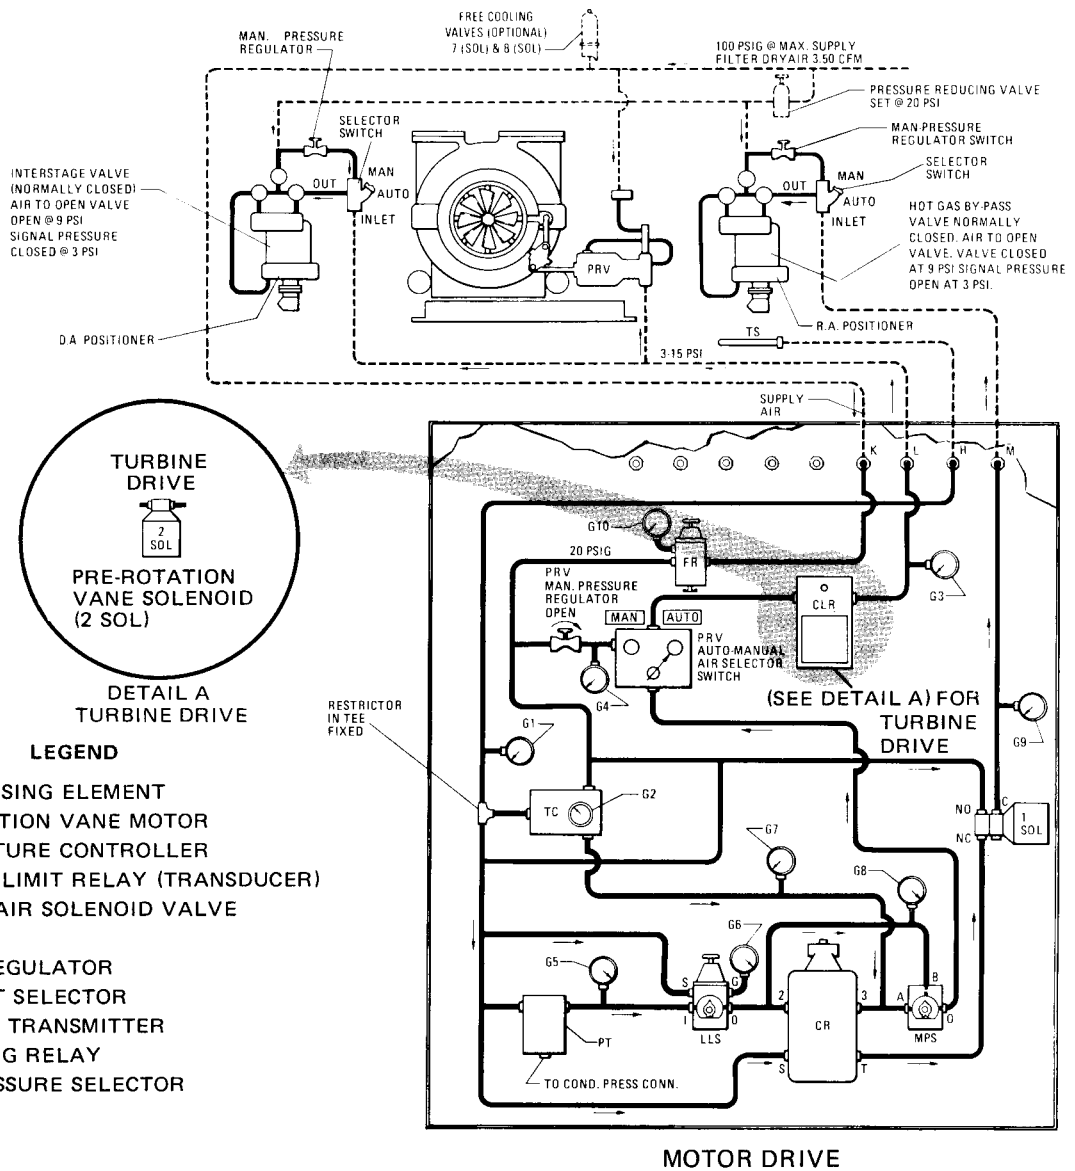 FREE COOLING
VALVES (OPTIONAL)
7 (SOL) & 8 (SOL)
MAN. PRESSURE
REGULATOR
100 PSIG @ MAX. SUPPLY
FILTER DRYAIR 3.50 CFM
PRESSURE REDUCING VALVE
SET @ 20 PSI
SELECTOR
SWITCH
MAN-PRESSURE
REGULATOR SWITCH
SELECTOR
SWITCH
INTERSTAGE VALVE
(NORMALLY CLOSED)
AIR TO OPEN VALVE
OPEN @ 9 PSI
SIGNAL PRESSURE
CLOSED @ 3 PSI
MAN
OUT
AUTO
INLET
MAN
OUT
AUTO
INLET
HOT GAS BY-PASS
VALVE NORMALLY
CLOSED. AIR TO OPEN
VALVE. VALVE CLOSED
AT 9 PSI SIGNAL PRESSURE
OPEN AT 3 PSI.
PRV
D.A. POSITIONER
R.A. POSITIONER
TS
3-15 PSI
SUPPLY
AIR
K
L
H
M
TURBINE
DRIVE
2
SOL
PRE-ROTATION
VANE SOLENOID
(2 SOL)
DETAIL A
TURBINE DRIVE
G10
FR
20 PSIG
PRV
MAN. PRESSURE
REGULATOR
OPEN
MAN
AUTO
CLR
G3
PRV
AUTO-MANUAL
AIR SELECTOR
SWITCH
G4
(SEE DETAIL A) FOR
TURBINE
DRIVE
RESTRICTOR
IN TEE
FIXED
G1
G9
TC
G2
NO
C
NC
1
SOL
G7
G8
G6
G5
S
G
I
O
LLS
2
3
CR
S
T
A
B
O
MPS
PT
TO COND. PRESS CONN.
LEGEND
SING ELEMENT
TION VANE MOTOR
TURE CONTROLLER
LIMIT RELAY (TRANSDUCER)
AIR SOLENOID VALVE
EGULATOR
T SELECTOR
TRANSMITTER
G RELAY
SSURE SELECTOR
MOTOR DRIVE